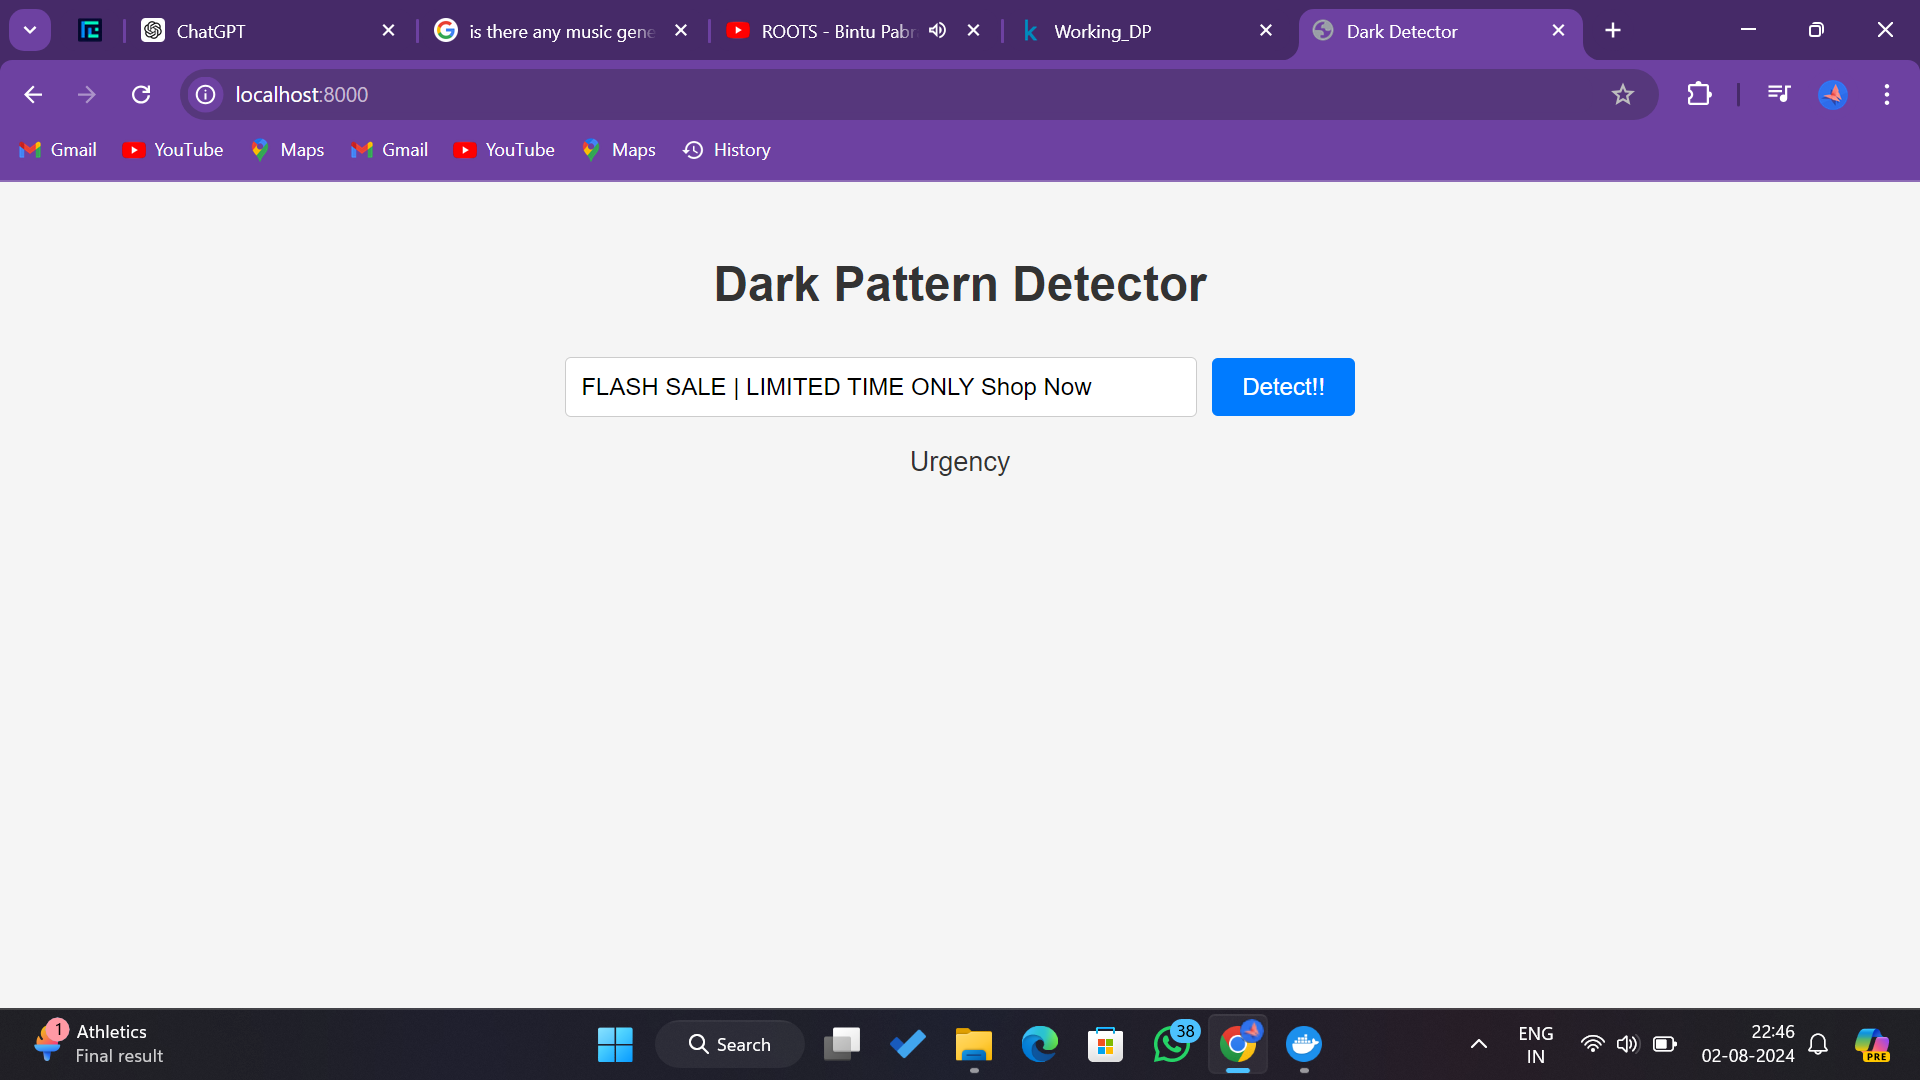 ChatGPT
is there any music gene
ROOTS - Bintu Pabr
Working_DP
Dark Detector
localhost:8000
Gmail
YouTube
Maps
Gmail
YouTube
Maps
History
Dark Pattern Detector
FLASH SALE | LIMITED TIME ONLY Shop Now
Detect!!
Urgency
1
Athletics
Final result
Search
38
ENG
IN
22:46
02-08-2024
PRE